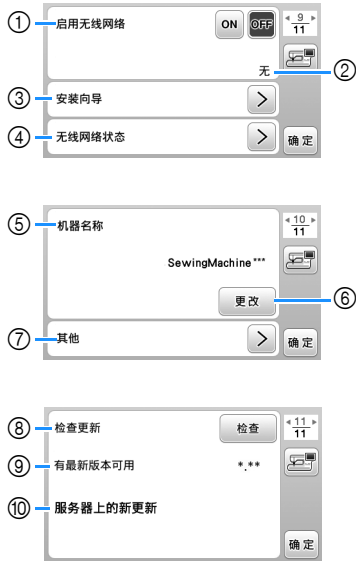 ① 启用无线网络 ON OFF 9
11
无 ②
③ 安装向导
④ 无线网络状态 确定
⑤ 机器名称 10
11
SewingMachine***
更改 ⑥
⑦ 其他 确定
⑧ 检查更新 检查 11
11
⑨ 有最新版本可用 *.**
⑩ 服务器上的新更新
确定